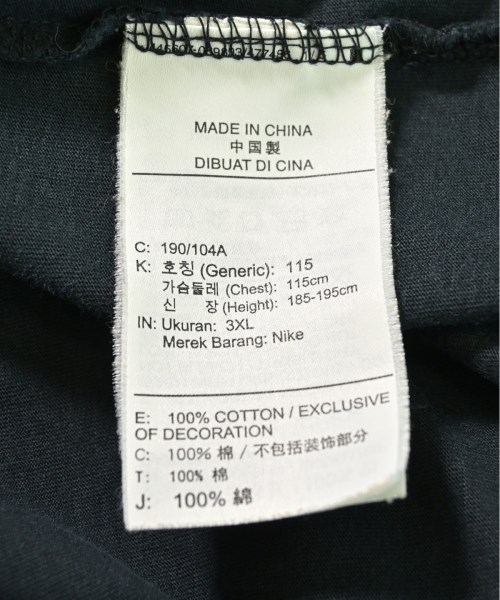 MADE IN CHINA
中国製
DIBUAT DI CINA
C: 190/104A
K: 호칭 (Generic): 115
가슴둘레 (Chest): 115cm
신 장 (Height): 185-195cm
IN: Ukuran: 3XL
Merek Barang: Nike
E: 100% COTTON / EXCLUSIVE
OF DECORATION
C: 100% 棉 / 不包括装饰部分
T: 100% 棉
J: 100% 綿